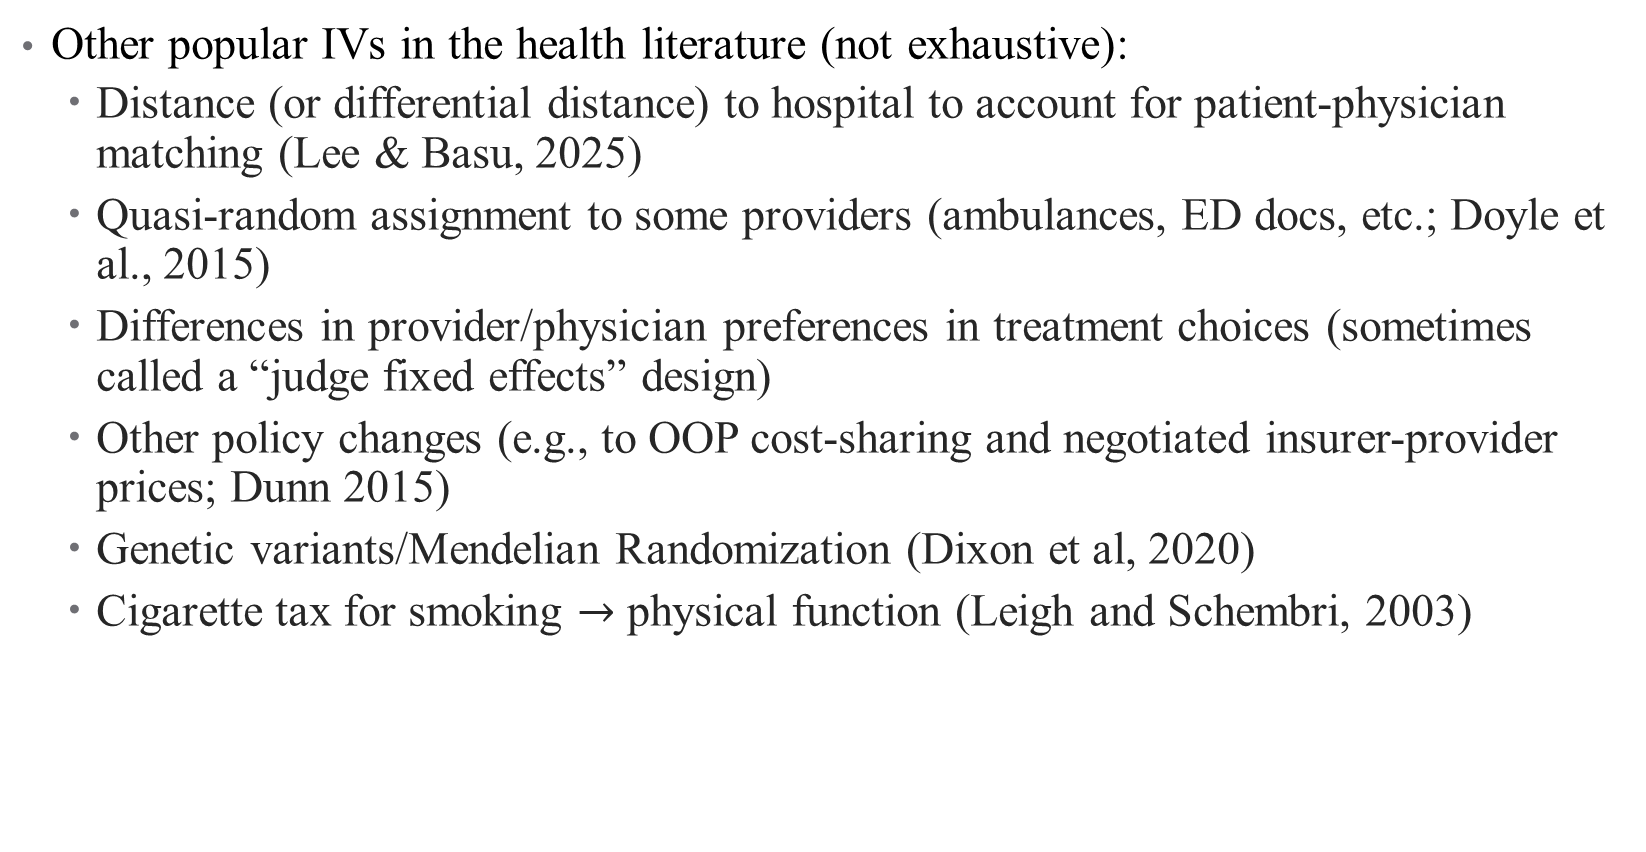 • Other popular IVs in the health literature (not exhaustive):
• Distance (or differential distance) to hospital to account for patient-physician
matching (Lee & Basu, 2025)
• Quasi-random assignment to some providers (ambulances, ED docs, etc.; Doyle et
al., 2015)
• Differences in provider/physician preferences in treatment choices (sometimes
called a “judge fixed effects” design)
• Other policy changes (e.g., to OOP cost-sharing and negotiated insurer-provider
prices; Dunn 2015)
• Genetic variants/Mendelian Randomization (Dixon et al, 2020)
• Cigarette tax for smoking → physical function (Leigh and Schembri, 2003)